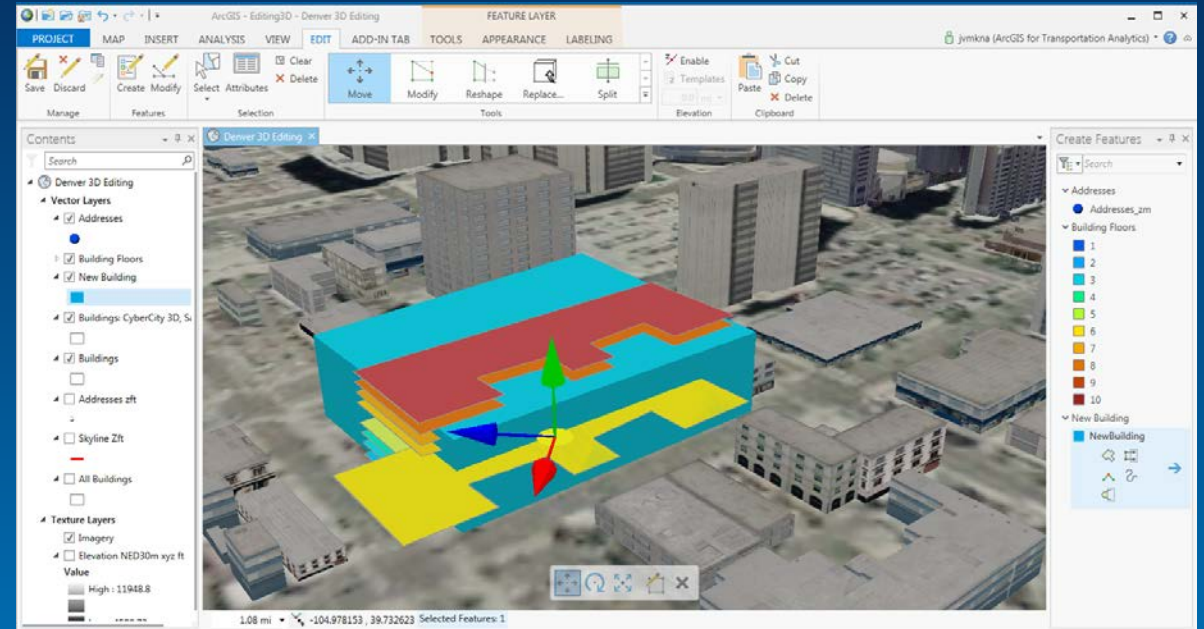 ArcGIS - Editing3D - Denver 3D Editing
FEATURE LAYER
PROJECT MAP INSERT ANALYSIS VIEW EDIT ADD-IN TAB TOOLS APPEARANCE LABELING
jvmkna (ArcGIS for Transportation Analytics)
Save Discard
Create Modify
Select Attributes
Clear
Delete
Move Modify Reshape Replace... Split
Enable
Templates
Paste
Cut
Copy
Delete
Manage Features Selection Tools Elevation Clipboard
Contents
Search
Denver 3D Editing
Vector Layers
Addresses
Building Floors
New Building
Buildings: CyberCity 3D, S
Buildings
Addresses zft
Skyline Zft
All Buildings
Texture Layers
Imagery
Elevation NED30m xyz ft
Value
High : 11948.8
Denver 3D Editing
1.08 mi -104.978153 , 39.732623 Selected Features: 1
Create Features
Search
Addresses
Addresses_zm
Building Floors
1
2
3
4
5
6
7
8
9
10
New Building
NewBuilding